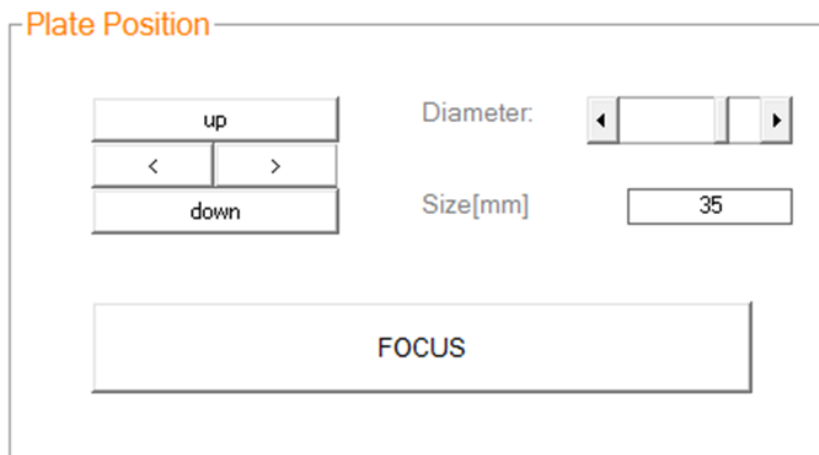 Plate Position
up
Diameter:
< >
down
Size[mm]
35
FOCUS